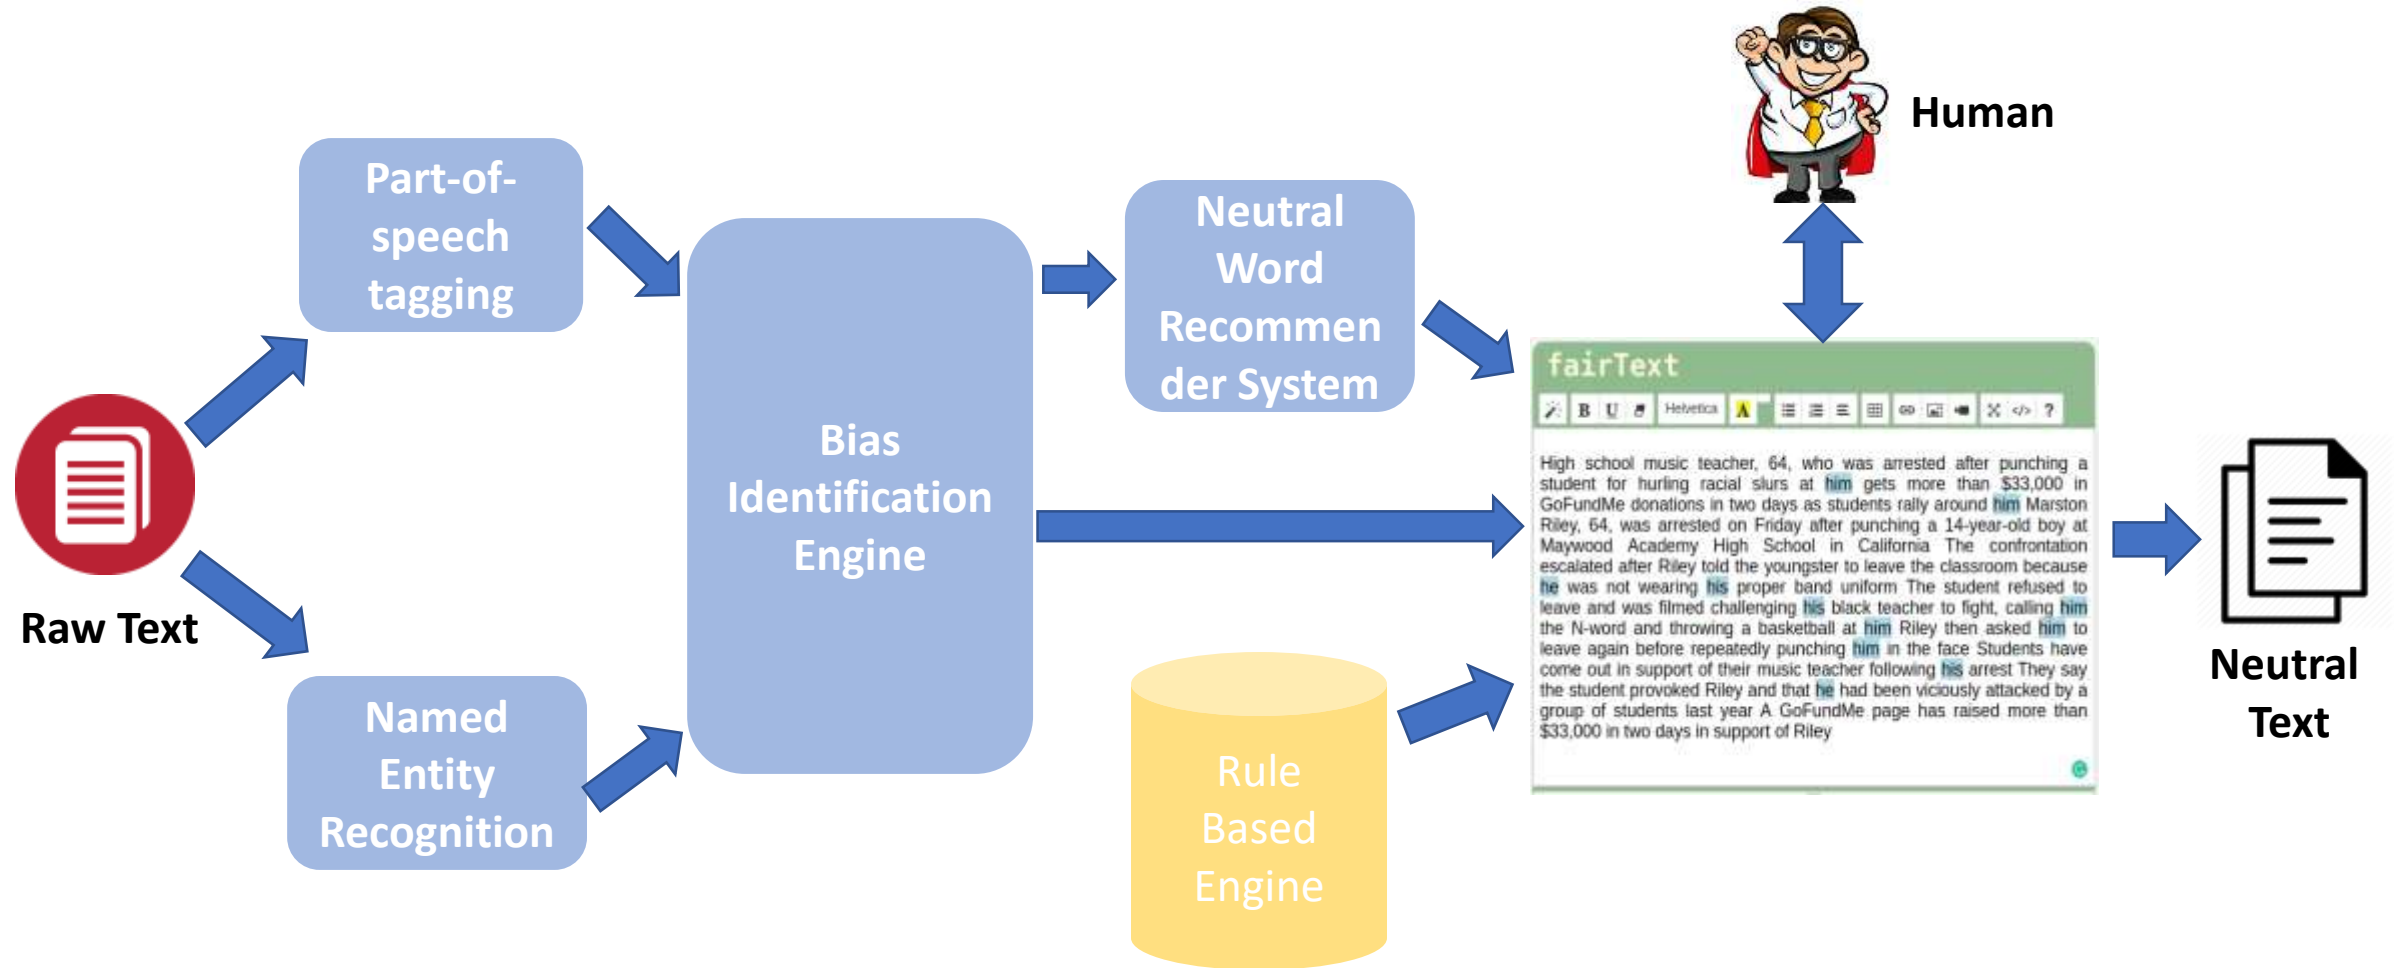 Human
Part-of-
speech
tagging
Neutral
Word
Recommen
der System
Bias
Identification
Engine
Raw Text
Named
Entity
Recognition
Rule
Based
Engine
fairText
B U Helvetica A </> ?
High school music teacher, 64, who was arrested after punching a
student for hurling racial slurs at him gets more than $33,000 in
GoFundMe donations in two days as students rally around him Marston
Riley, 64, was arrested on Friday after punching a 14-year-old boy at
Maywood Academy High School in California The confrontation
escalated after Riley told the youngster to leave the classroom because
he was not wearing his proper band uniform The student refused to
leave and was filmed challenging his black teacher to fight, calling him
the N-word and throwing a basketball at him Riley then asked him to
leave again before repeatedly punching him in the face Students have
come out in support of their music teacher following his arrest They say
the student provoked Riley and that he had been viciously attacked by a
group of students last year A GoFundMe page has raised more than
$33,000 in two days in support of Riley
Neutral
Text